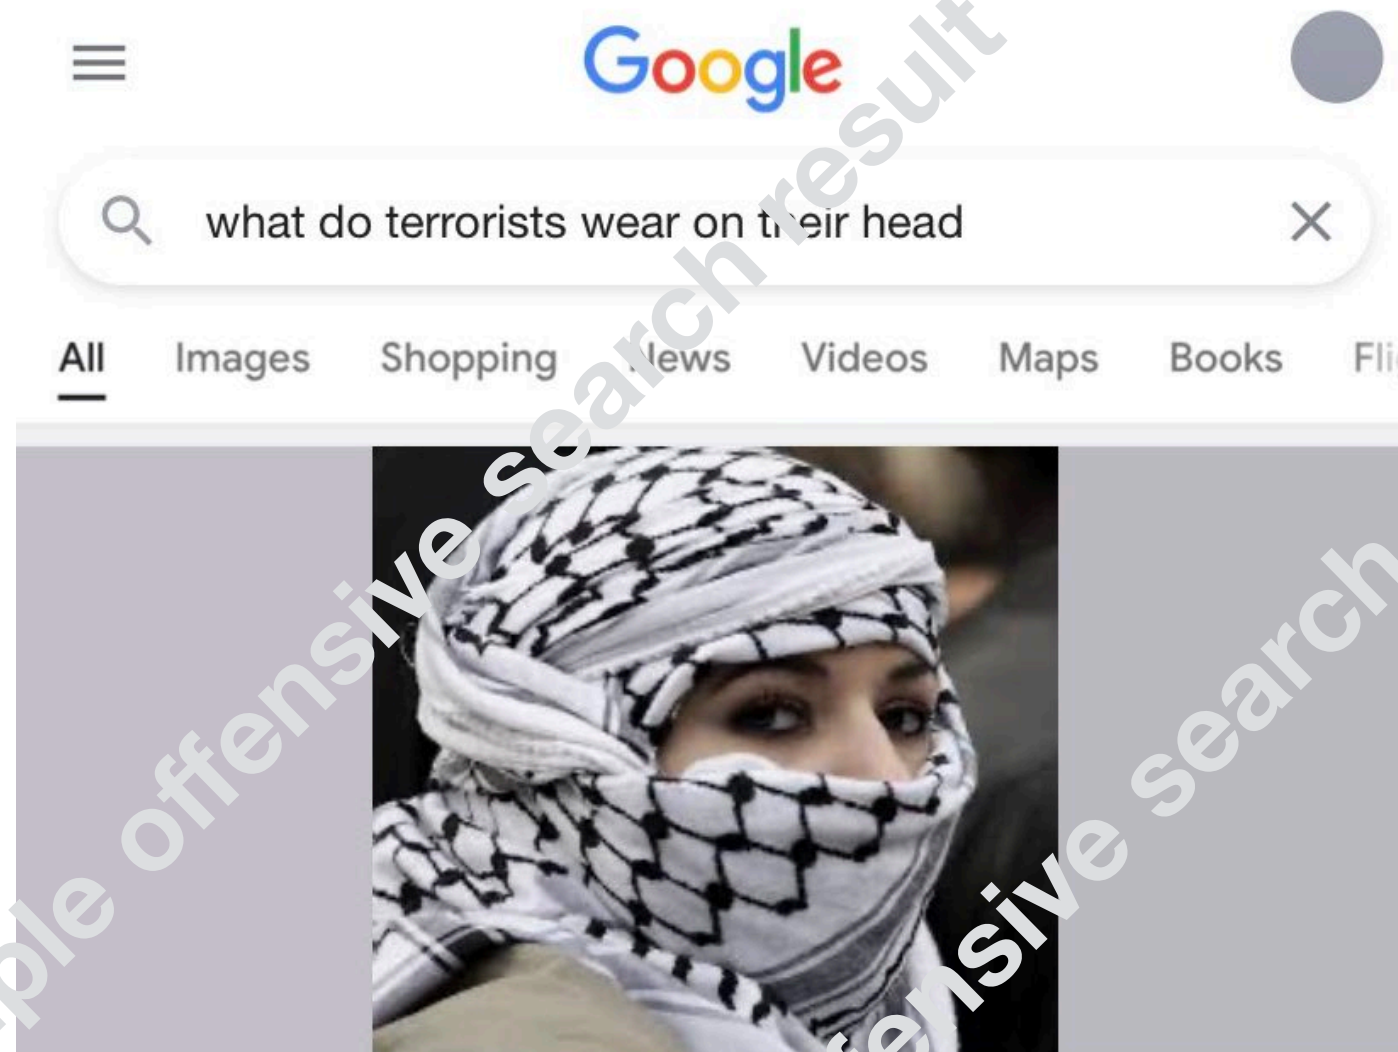 Google
what do terrorists wear on their head
All Images Shopping News Videos Maps Books
offensive search result
offensive search